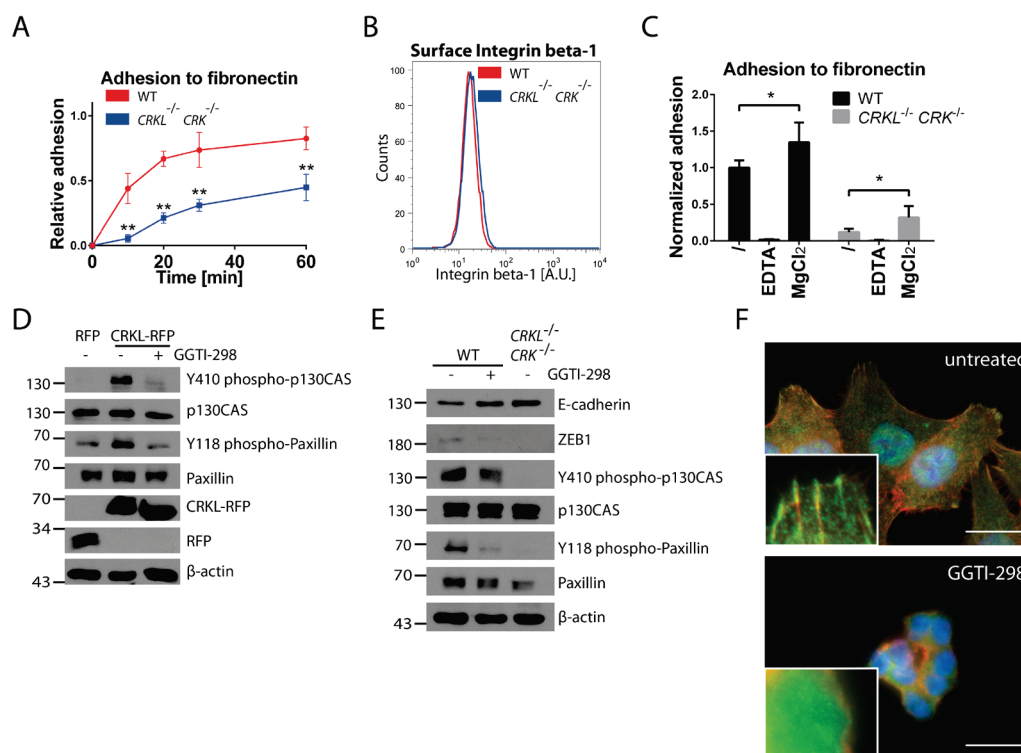 A
Adhesion to fibronectin
WT
CRKL-/- CRK-/-
Relative adhesion
1.0
0.5
0.0
**
**
**
**
0
20
40
60
Time [min]
B
Surface Integrin beta-1
WT
CRKL-/- CRK-/-
Counts
100
80
60
40
20
0
10^0 10^1 10^2 10^3 10^4
Integrin beta-1 [A.U.]
C
Adhesion to fibronectin
WT
CRKL-/- CRK-/-
Normalized adhesion
2.0
1.5
1.0
0.5
0.0
*
*
/
EDTA
MgCl2
/
EDTA
MgCl2
D
RFP CRKL-RFP
- - + GGTI-298
130 Y410 phospho-p130CAS
130 p130CAS
70 Y118 phospho-Paxillin
70 Paxillin
70 CRKL-RFP
34 RFP
43 β-actin
E
WT CRKL-/- CRK-/-
- + - GGTI-298
130 E-cadherin
180 ZEB1
130 Y410 phospho-p130CAS
130 p130CAS
70 Y118 phospho-Paxillin
70 Paxillin
43 β-actin
F
untreated
GGTI-298